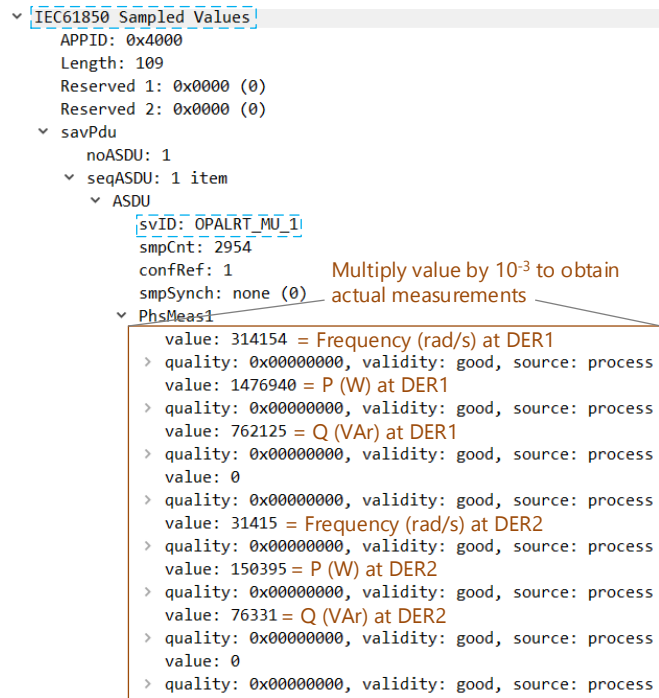 IEC61850 Sampled Values
APPID: 0x4000
Length: 109
Reserved 1: 0x0000 (0)
Reserved 2: 0x0000 (0)
savPdu
noASDU: 1
seqASDU: 1 item
ASDU
svID: OPALRT_MU_1
smpCnt: 2954
confRef: 1
smpSynch: none (0)
Multiply value by 10⁻³ to obtain
actual measurements
PhsMeas1
value: 314154 = Frequency (rad/s) at DER1
quality: 0x00000000, validity: good, source: process
value: 1476940 = P (W) at DER1
quality: 0x00000000, validity: good, source: process
value: 762125 = Q (VAr) at DER1
quality: 0x00000000, validity: good, source: process
value: 0
quality: 0x00000000, validity: good, source: process
value: 31415 = Frequency (rad/s) at DER2
quality: 0x00000000, validity: good, source: process
value: 150395 = P (W) at DER2
quality: 0x00000000, validity: good, source: process
value: 76331 = Q (VAr) at DER2
quality: 0x00000000, validity: good, source: process
value: 0
quality: 0x00000000, validity: good, source: process